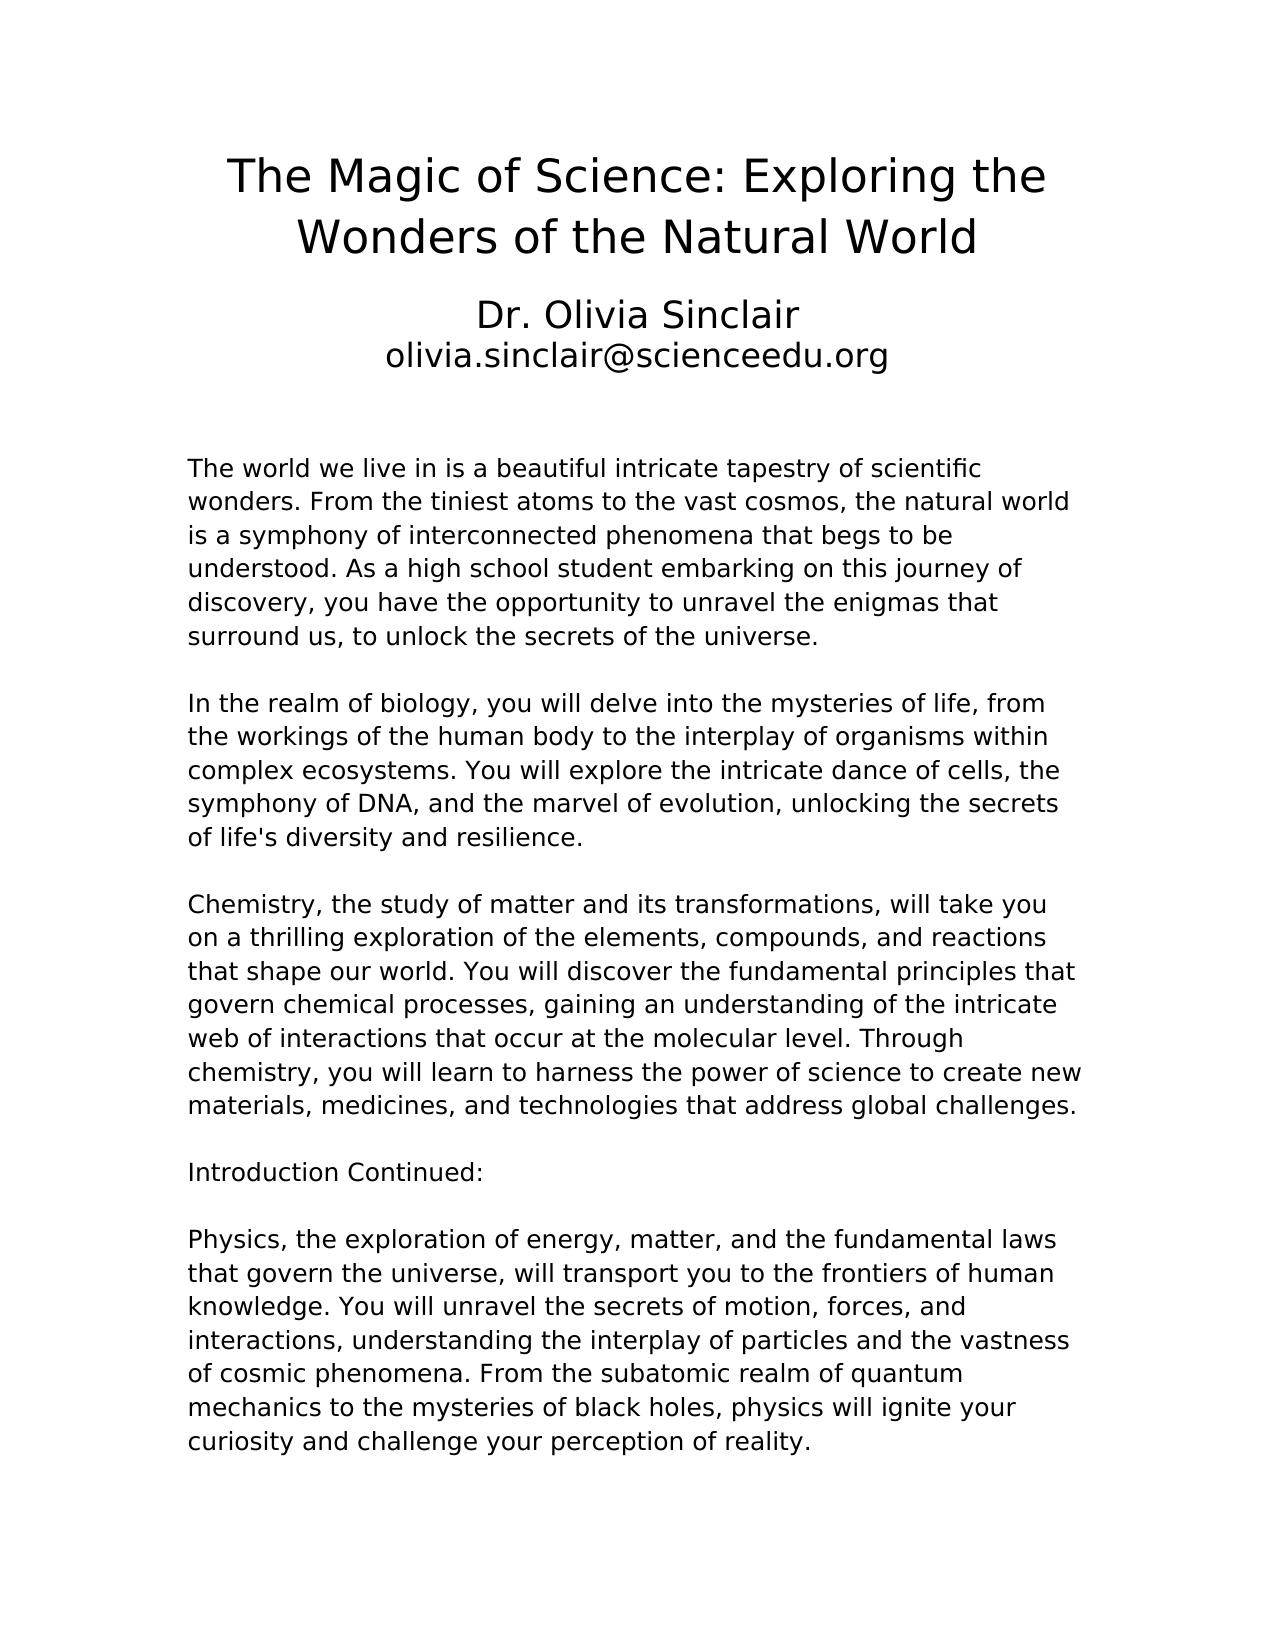 The Magic of Science: Exploring the
Wonders of the Natural World
Dr. Olivia Sinclair
olivia.sinclair@scienceedu.org
The world we live in is a beautiful intricate tapestry of scientific
wonders. From the tiniest atoms to the vast cosmos, the natural world
is a symphony of interconnected phenomena that begs to be
understood. As a high school student embarking on this journey of
discovery, you have the opportunity to unravel the enigmas that
surround us, to unlock the secrets of the universe.
In the realm of biology, you will delve into the mysteries of life, from
the workings of the human body to the interplay of organisms within
complex ecosystems. You will explore the intricate dance of cells, the
symphony of DNA, and the marvel of evolution, unlocking the secrets
of life's diversity and resilience.
Chemistry, the study of matter and its transformations, will take you
on a thrilling exploration of the elements, compounds, and reactions
that shape our world. You will discover the fundamental principles that
govern chemical processes, gaining an understanding of the intricate
web of interactions that occur at the molecular level. Through
chemistry, you will learn to harness the power of science to create new
materials, medicines, and technologies that address global challenges.
Introduction Continued:
Physics, the exploration of energy, matter, and the fundamental laws
that govern the universe, will transport you to the frontiers of human
knowledge. You will unravel the secrets of motion, forces, and
interactions, understanding the interplay of particles and the vastness
of cosmic phenomena. From the subatomic realm of quantum
mechanics to the mysteries of black holes, physics will ignite your
curiosity and challenge your perception of reality.